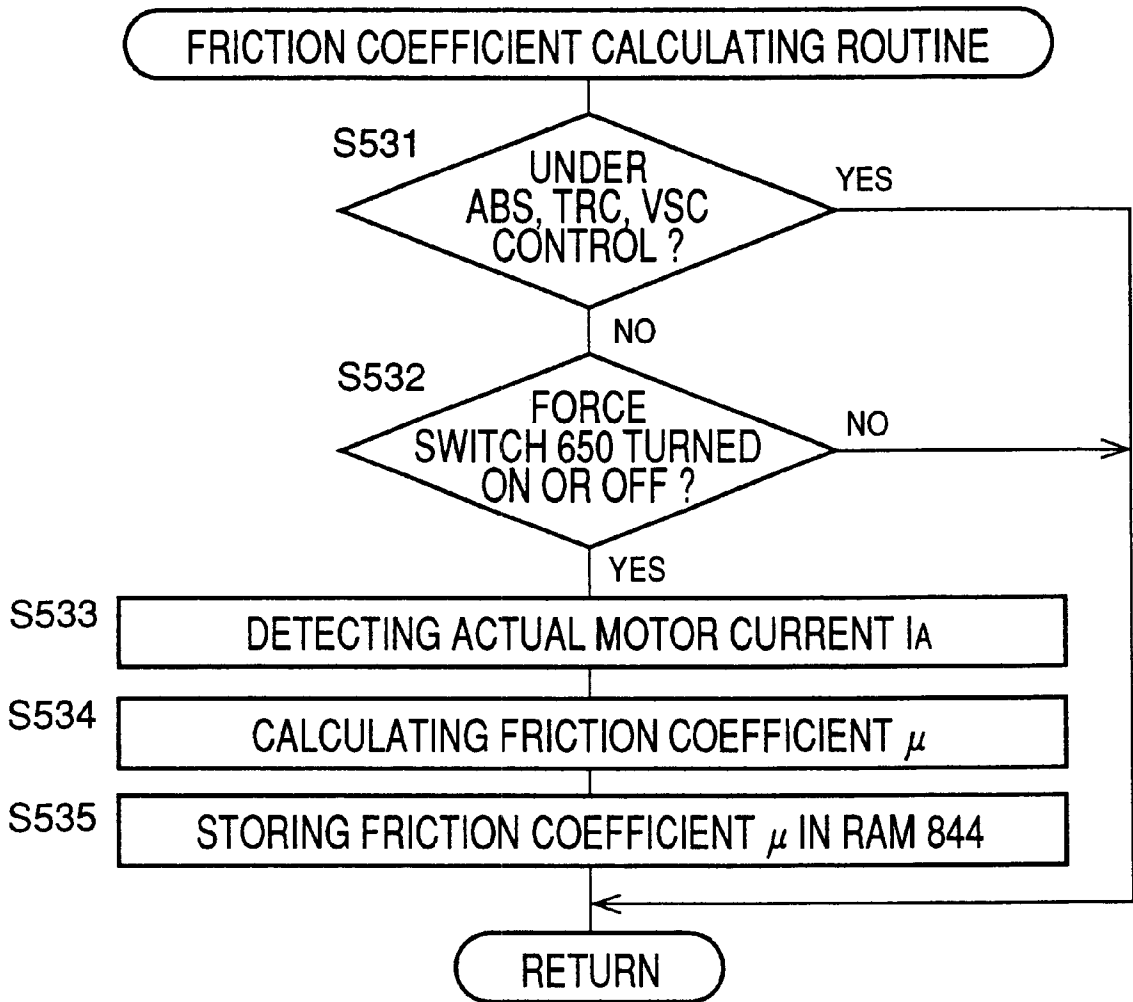 FRICTION COEFFICIENT CALCULATING ROUTINE
S531
UNDER
ABS, TRC, VSC
CONTROL ?
YES
NO
S532
FORCE
SWITCH 650 TURNED
ON OR OFF ?
NO
YES
S533
DETECTING ACTUAL MOTOR CURRENT IA
S534
CALCULATING FRICTION COEFFICIENT μ
S535
STORING FRICTION COEFFICIENT μ IN RAM 844
RETURN